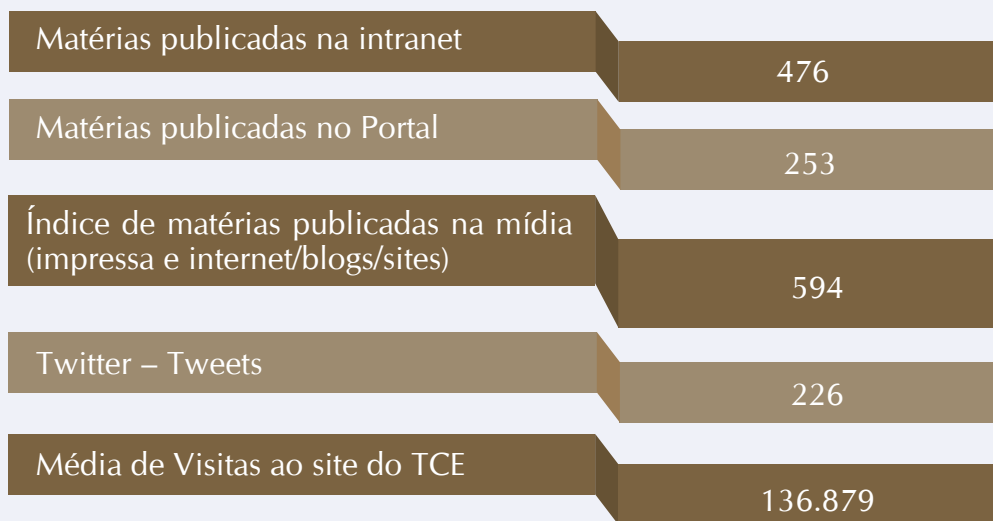 Matérias publicadas na intranet
476
Matérias publicadas no Portal
253
Índice de matérias publicadas na mídia
(impressa e internet/blogs/sites)
594
Twitter – Tweets
226
Média de Visitas ao site do TCE
136.879